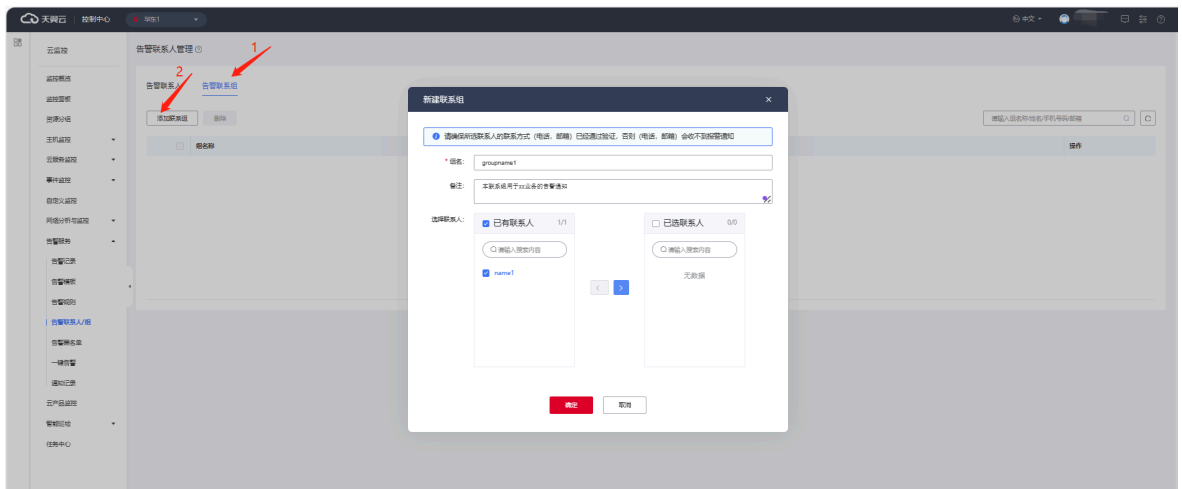 天翼云 控制中心 华东1 中文
云监控
告警联系人管理
1
监控概览
2
告警联系人 告警联系组
监控面板
添加联系组 删除
请输入组名称/姓名/手机号码/邮箱
资源分组
主机监控
组名称 操作
云服务监控
事件监控
自定义监控
网络分析与监控
告警服务
告警记录
告警模板
告警规则
告警联系人/组
告警黑名单
一键告警
通知记录
云产品监控
智能巡检
任务中心
新建联系组
请确保所选联系人的联系方式（电话、邮箱）已经通过验证，否则（电话、邮箱）会收不到报警通知
* 组名: groupname1
备注: 本联系组用于xx业务的告警通知
选择联系人:
已有联系人 1/1
请输入搜索内容
name1
已选联系人 0/0
请输入搜索内容
无数据
确定 取消